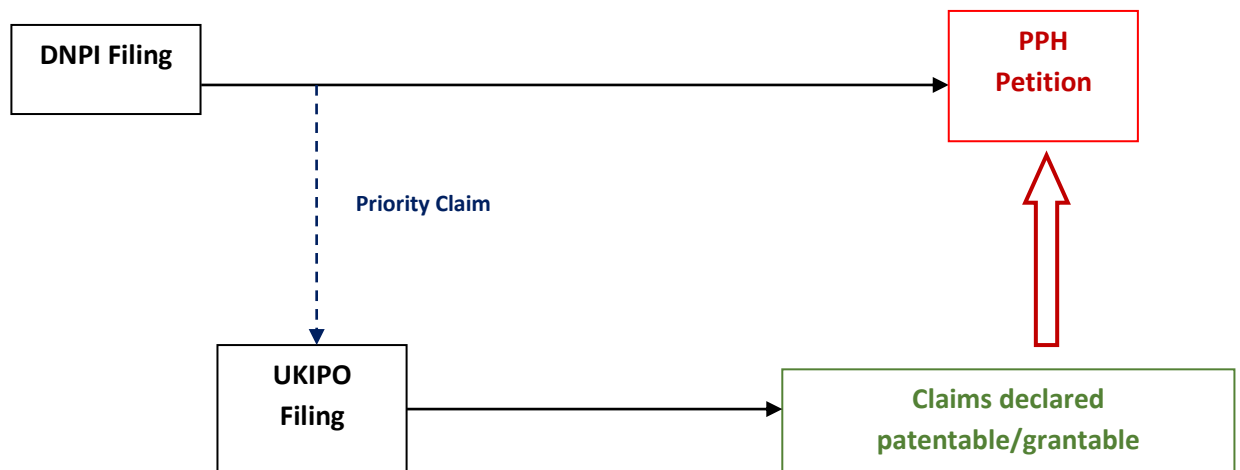 DNPI Filing
PPH
Petition
Priority Claim
UKIPO
Filing
Claims declared
patentable/grantable